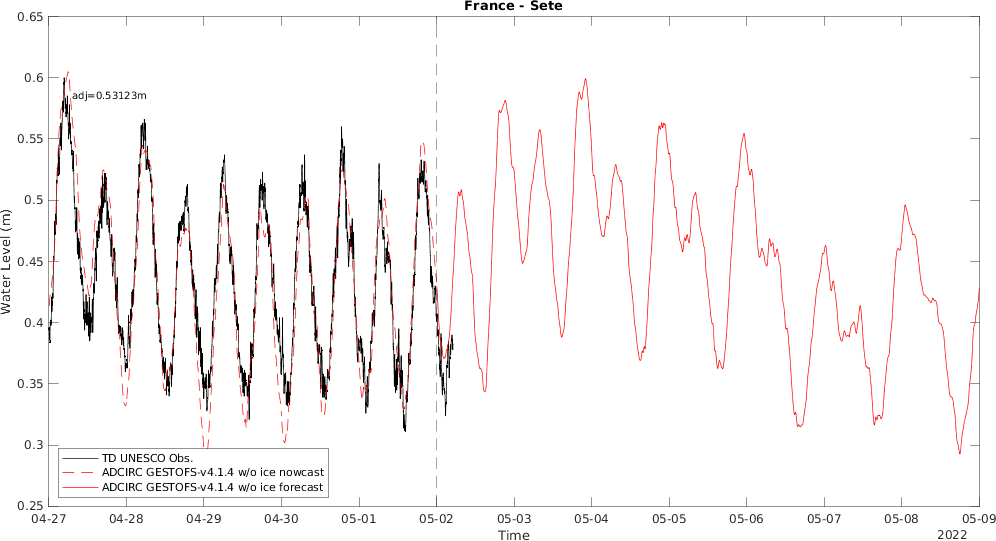 France - Sete
0.65
0.6
adj=0.53123m
0.55
0.5
0.45
Water Level (m)
0.4
0.35
0.3
TD UNESCO Obs.
ADCIRC GESTOFS-v4.1.4 w/o ice nowcast
ADCIRC GESTOFS-v4.1.4 w/o ice forecast
0.25
04-27 04-28 04-29 04-30 05-01 05-02 05-03 05-04 05-05 05-06 05-07 05-08 05-09
Time
2022